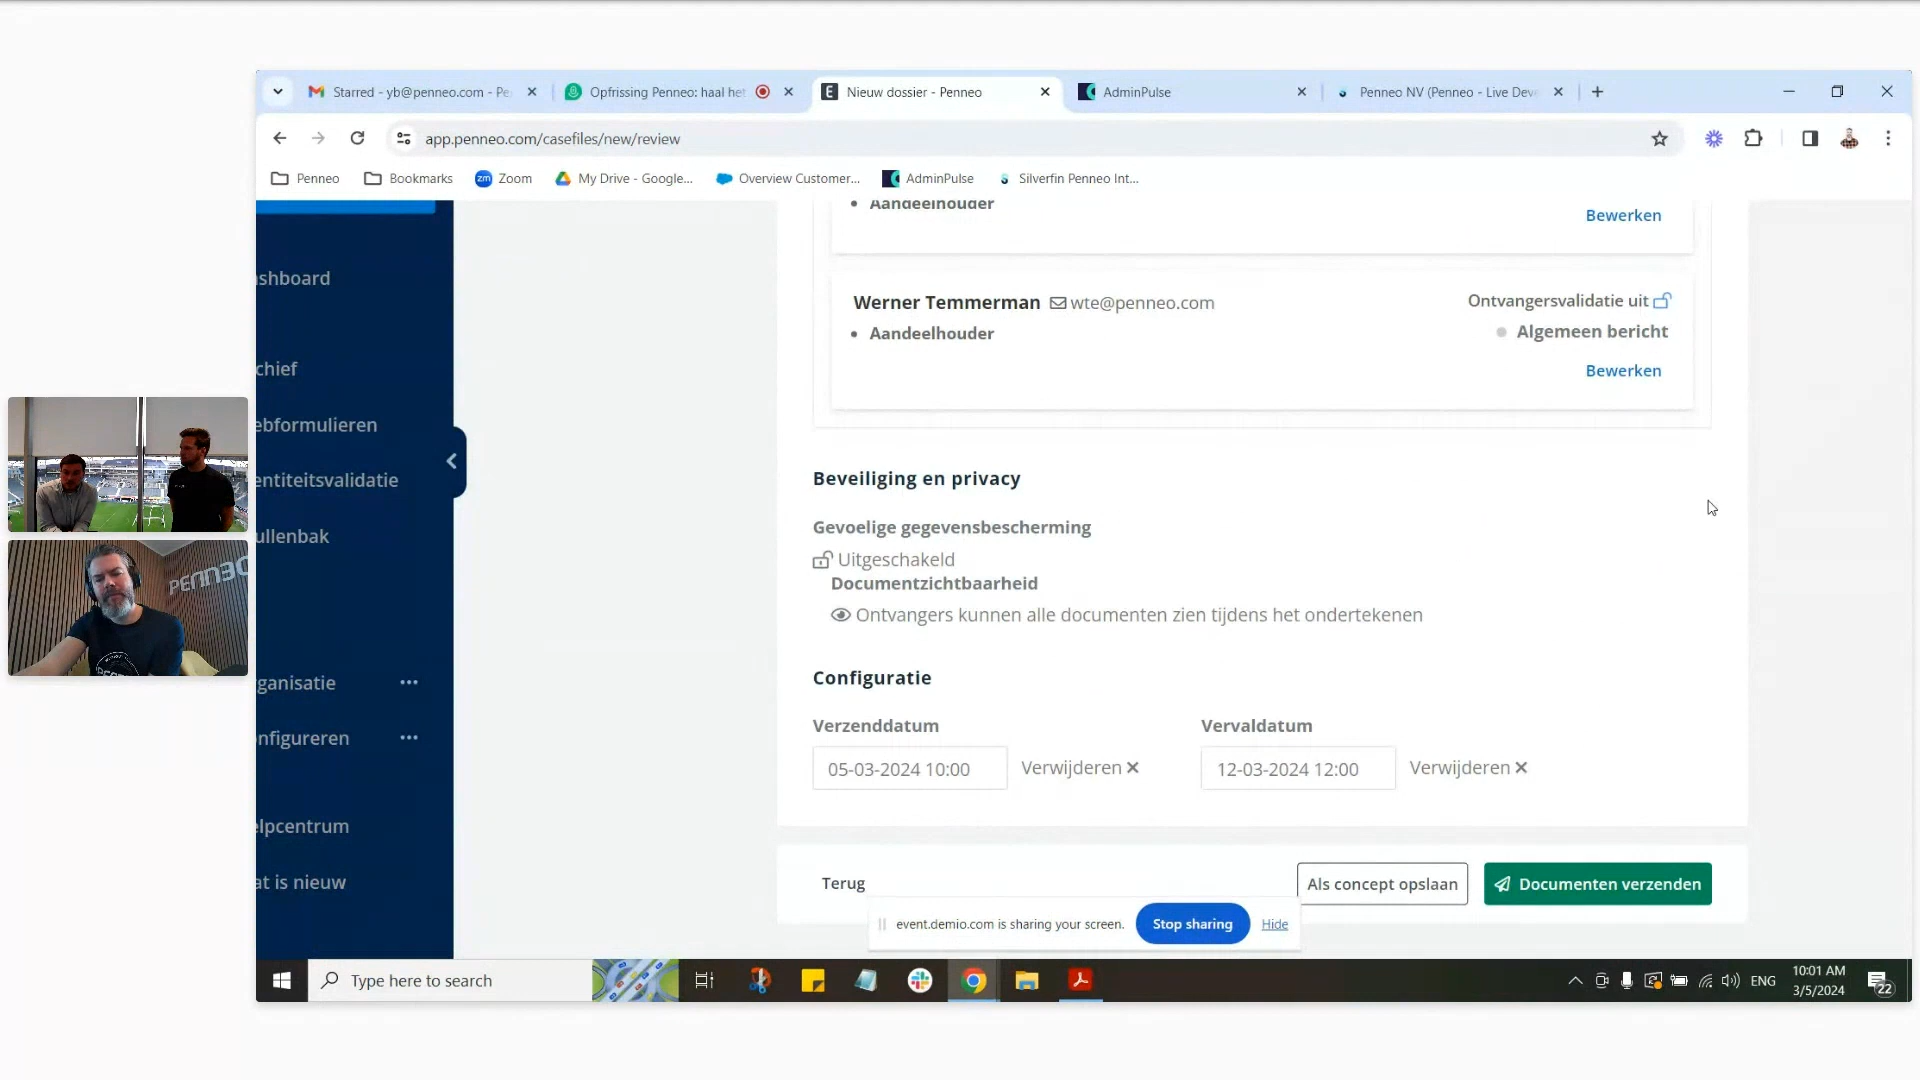 Starred - yb@penneo.com - Pe
Opfrissing Penneo: haal het
Nieuw dossier - Penneo
AdminPulse
Penneo NV (Penneo - Live Deve
app.penneo.com/casefiles/new/review
Penneo
Bookmarks
zm Zoom
My Drive - Google...
Overview Customer...
AdminPulse
Silverfin Penneo Int...
shboard
chief
ebformulieren
entiteitsvalidatie
ullenbak
ganisatie
nfigureren
elpcentrum
at is nieuw
Aandeelhouder
Bewerken
Werner Temmerman wte@penneo.com
Ontvangersvalidatie uit
Aandeelhouder
Algemeen bericht
Bewerken
Beveiliging en privacy
Gevoelige gegevensbescherming
Uitgeschakeld
Documentzichtbaarheid
Ontvangers kunnen alle documenten zien tijdens het ondertekenen
Configuratie
Verzenddatum
Vervaldatum
05-03-2024 10:00
Verwijderen
12-03-2024 12:00
Verwijderen
Terug
Als concept opslaan
Documenten verzenden
event.demio.com is sharing your screen.
Stop sharing
Hide
Type here to search
ENG
10:01 AM
3/5/2024
22
PENNEO